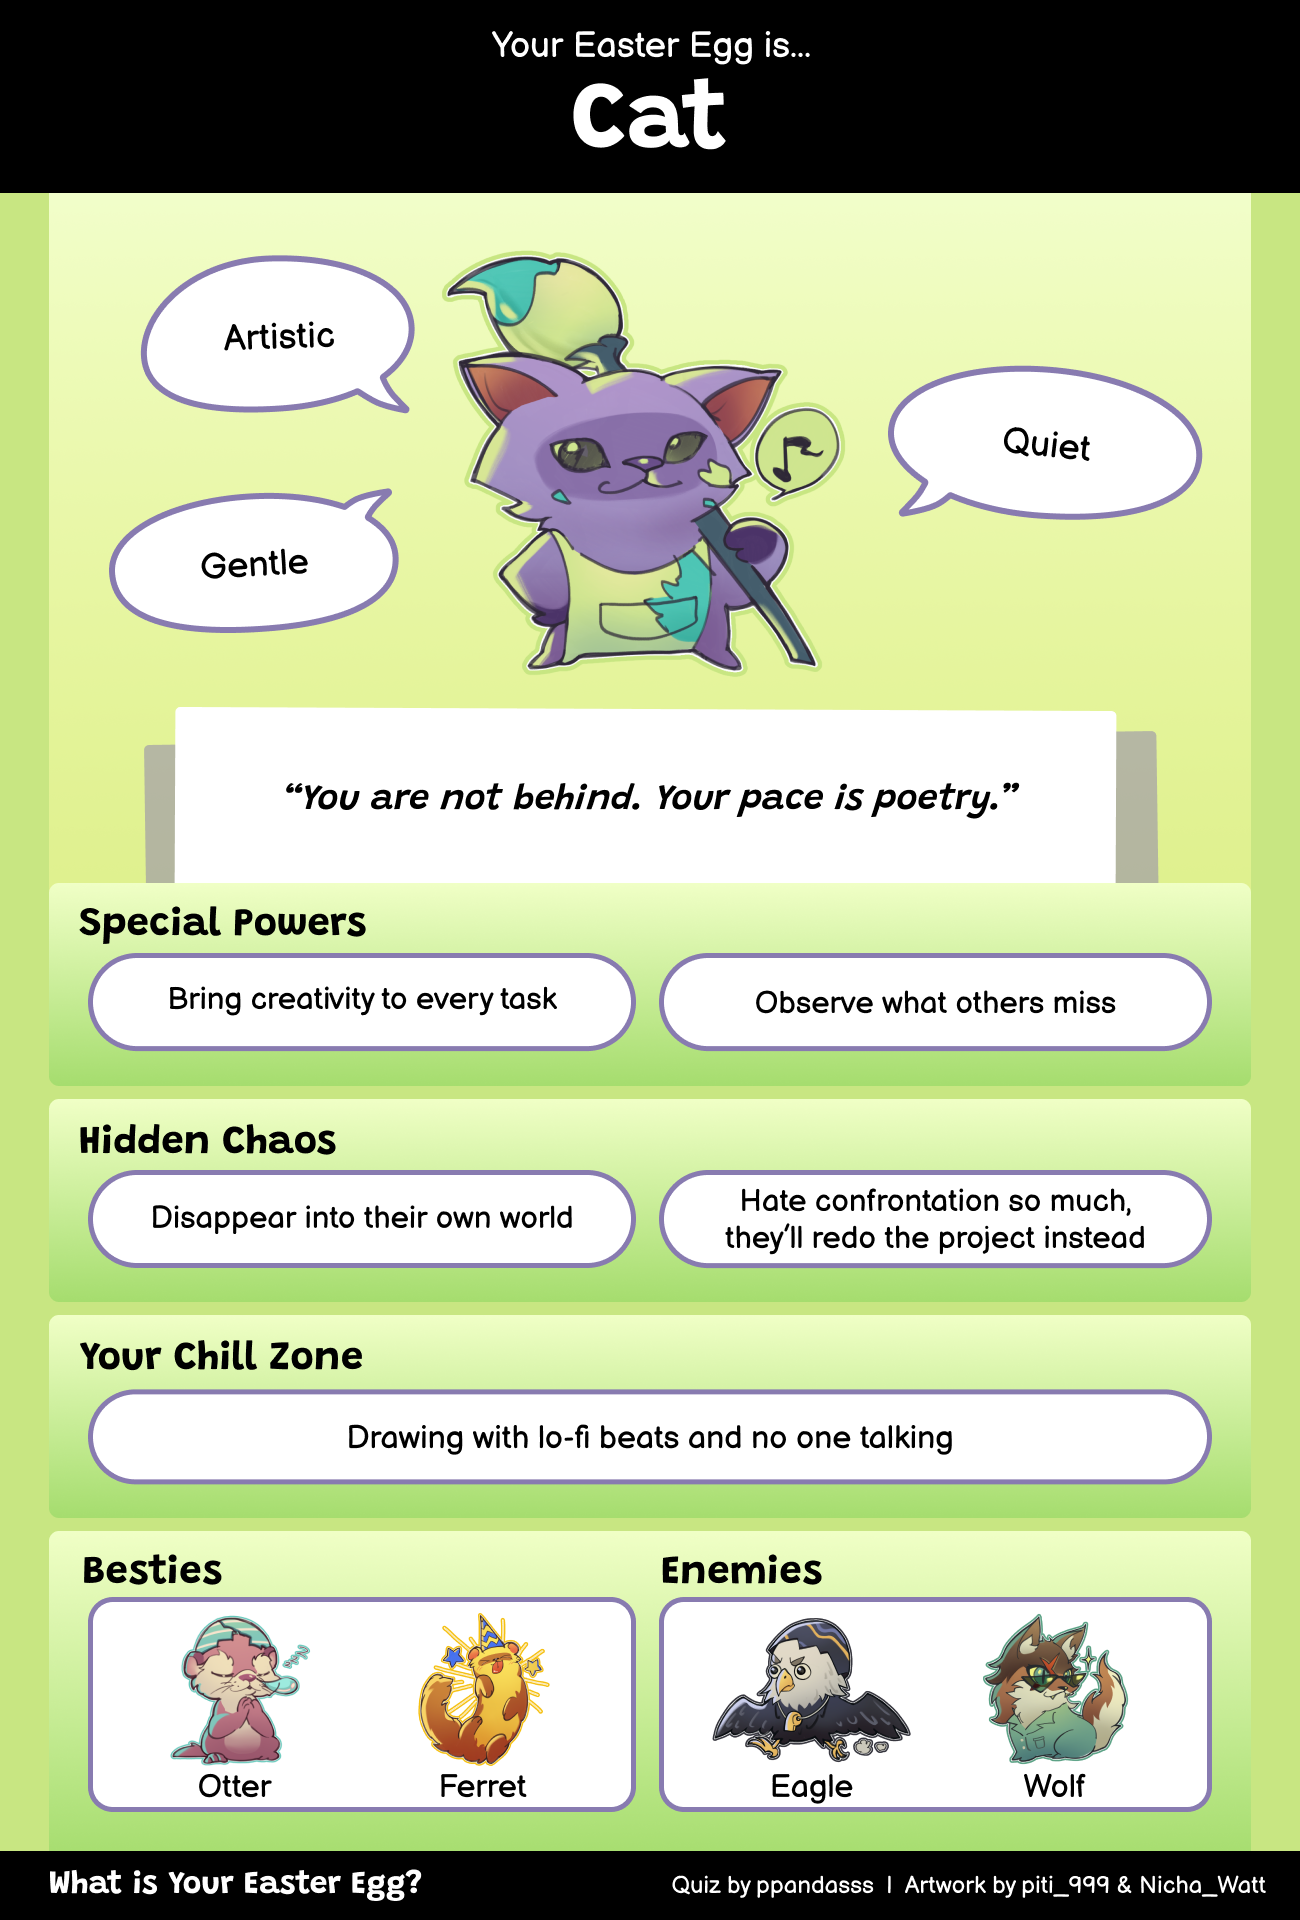 Your Easter Egg is...
Cat
Artistic
Quiet
Gentle
“You are not behind. Your pace is poetry.”
Special Powers
Bring creativity to every task
Observe what others miss
Hidden Chaos
Disappear into their own world
Hate confrontation so much,
they’ll redo the project instead
Your Chill Zone
Drawing with lo-fi beats and no one talking
Besties
Enemies
Otter
Ferret
Eagle
Wolf
What is Your Easter Egg?
Quiz by ppandasss | Artwork by piti_999 & Nicha_Watt